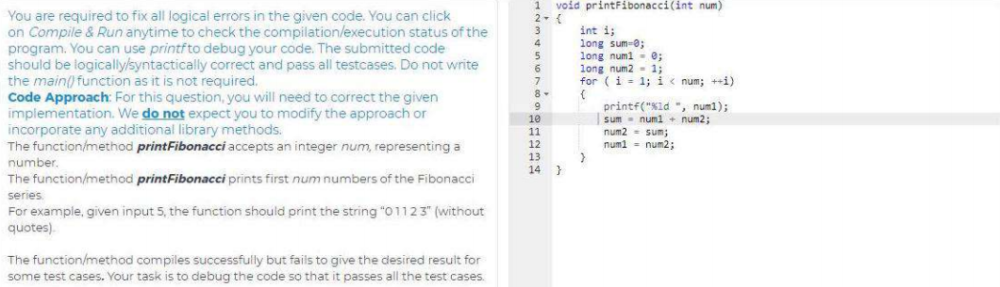 You are required to fix all logical errors in the given code. You can click
on Compile & Run anytime to check the compilation/execution status of the
program. You can use printf to debug your code. The submitted code
should be logically/syntactically correct and pass all testcases. Do not write
the main() function as it is not required.
Code Approach: For this question, you will need to correct the given
implementation. We do not expect you to modify the approach or
incorporate any additional library methods.
The function/method printFibonacci accepts an integer num, representing a
number.
The function/method printFibonacci prints first num numbers of the Fibonacci
series.
For example, given input 5, the function should print the string "0 1 1 2 3" (without
quotes).
The function/method compiles successfully but fails to give the desired result for
some test cases. Your task is to debug the code so that it passes all the test cases.
1 void printFibonacci(int num)
2 {
3 int i;
4 long sum=0;
5 long num1 = 0;
6 long num2 = 1;
7 for ( i = 1; i < num; ++i)
8 {
9 printf("%ld ", num1);
10 sum = num1 + num2;
11 num2 = sum;
12 num1 = num2;
13 }
14 }